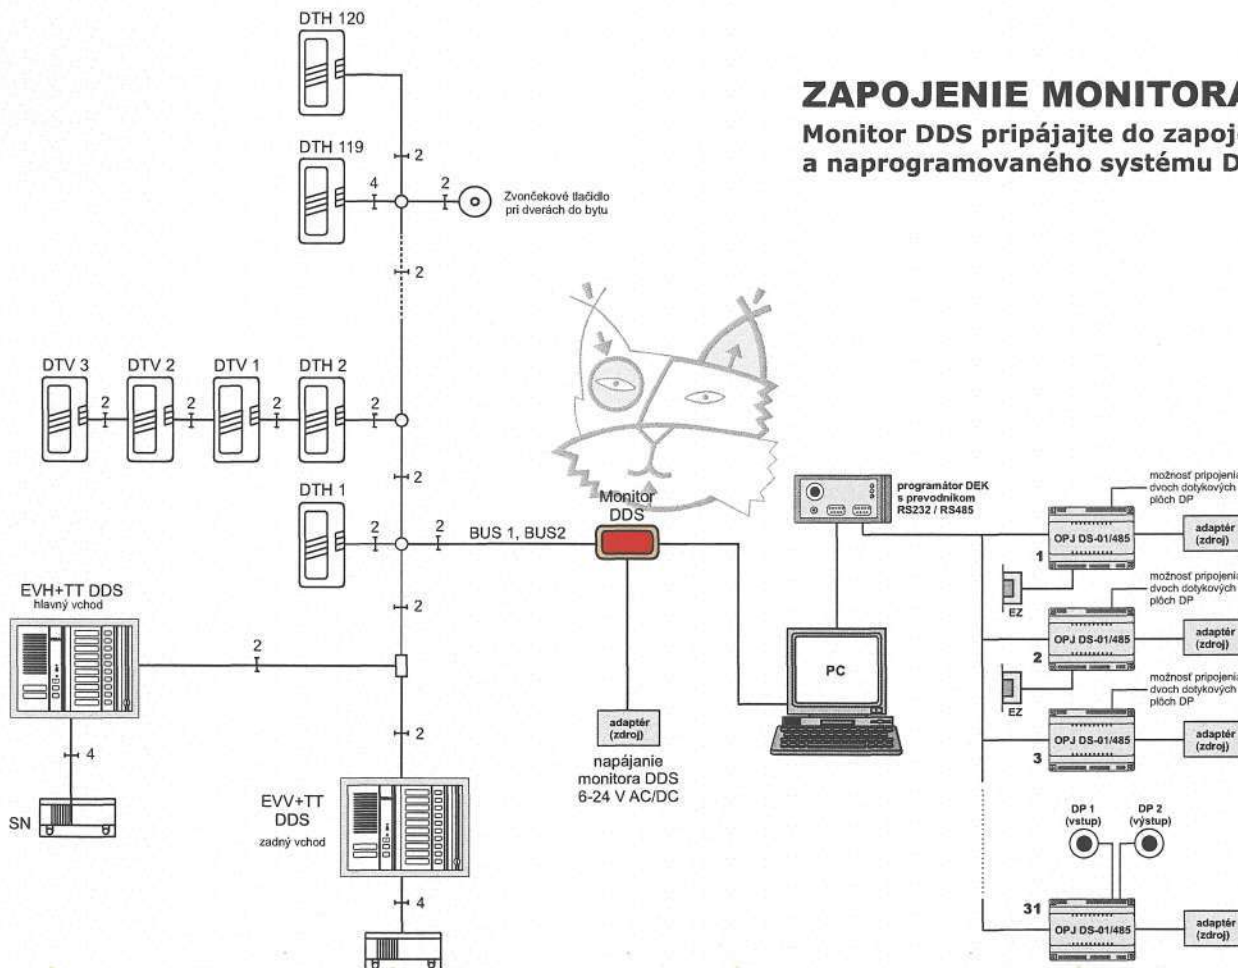 DTH 120
ZAPOJENIE MONITORA
Monitor DDS pripájajte do zapoj
a naprogramovaného systému D
2
DTH 119
4
2
Zvončekové tlačidlo
pri dverách do bytu
2
DTV 3
DTV 2
DTV 1
DTH 2
2
2
2
2
2
DTH 1
2
2
BUS 1, BUS2
Monitor
DDS
programátor DEK
s prevodníkom
RS232 / RS485
možnosť pripojenia
dvoch dotykových
plôch DP
OPJ DS-01/485
adaptér
(zdroj)
1
EZ
možnosť pripojenia
dvoch dotykových
plôch DP
OPJ DS-01/485
adaptér
(zdroj)
2
EZ
možnosť pripojenia
dvoch dotykových
plôch DP
OPJ DS-01/485
adaptér
(zdroj)
3
EVH+TT DDS
hlavný vchod
2
2
PC
4
SN
2
adaptér
(zdroj)
napájanie
monitora DDS
6-24 V AC/DC
EVV+TT
DDS
zadný vchod
4
DP 1
(vstup)
DP 2
(výstup)
31
OPJ DS-01/485
adaptér
(zdroj)